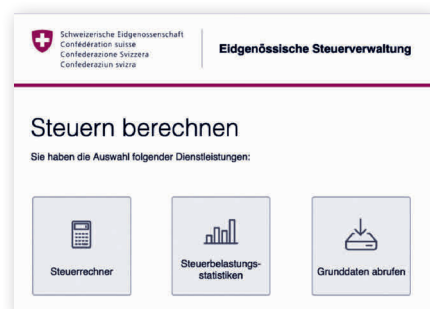 Schweizerische Eidgenossenschaft
Confédération suisse
Confederazione Svizzera
Confederaziun svizra
Eidgenössische Steuerverwaltung
Steuern berechnen
Sie haben die Auswahl folgender Dienstleistungen:
Steuerrechner
Steuerbelastungs-
statistiken
Grunddaten abrufen